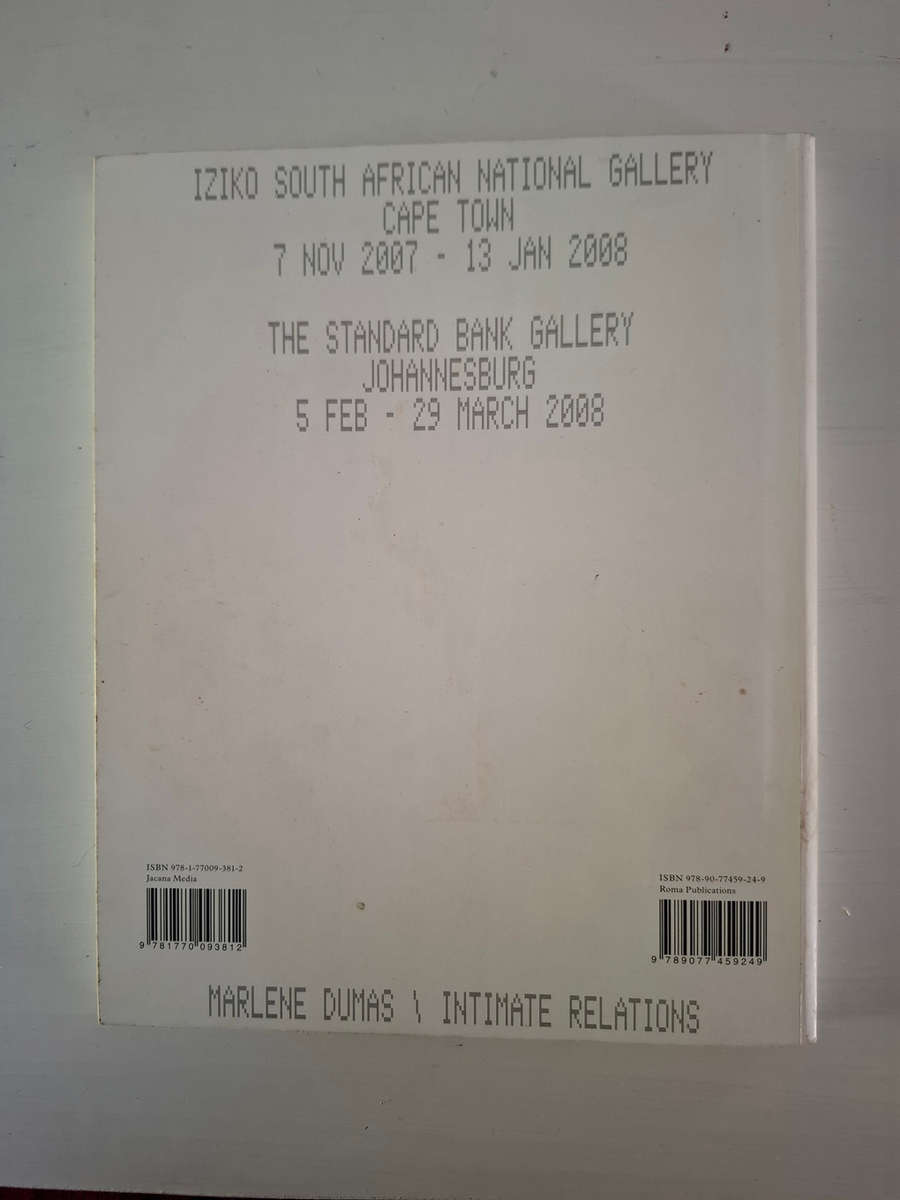 IZIKO SOUTH AFRICAN NATIONAL GALLERY
CAPE TOWN
7 NOV 2007 - 13 JAN 2008
THE STANDARD BANK GALLERY
JOHANNESBURG
5 FEB - 29 MARCH 2008
ISBN 978-1-77009-381-2
Jacana Media
9 781770 093812
ISBN 978-90-77459-24-9
Roma Publications
9 789077 459249
MARLENE DUMAS \ INTIMATE RELATIONS